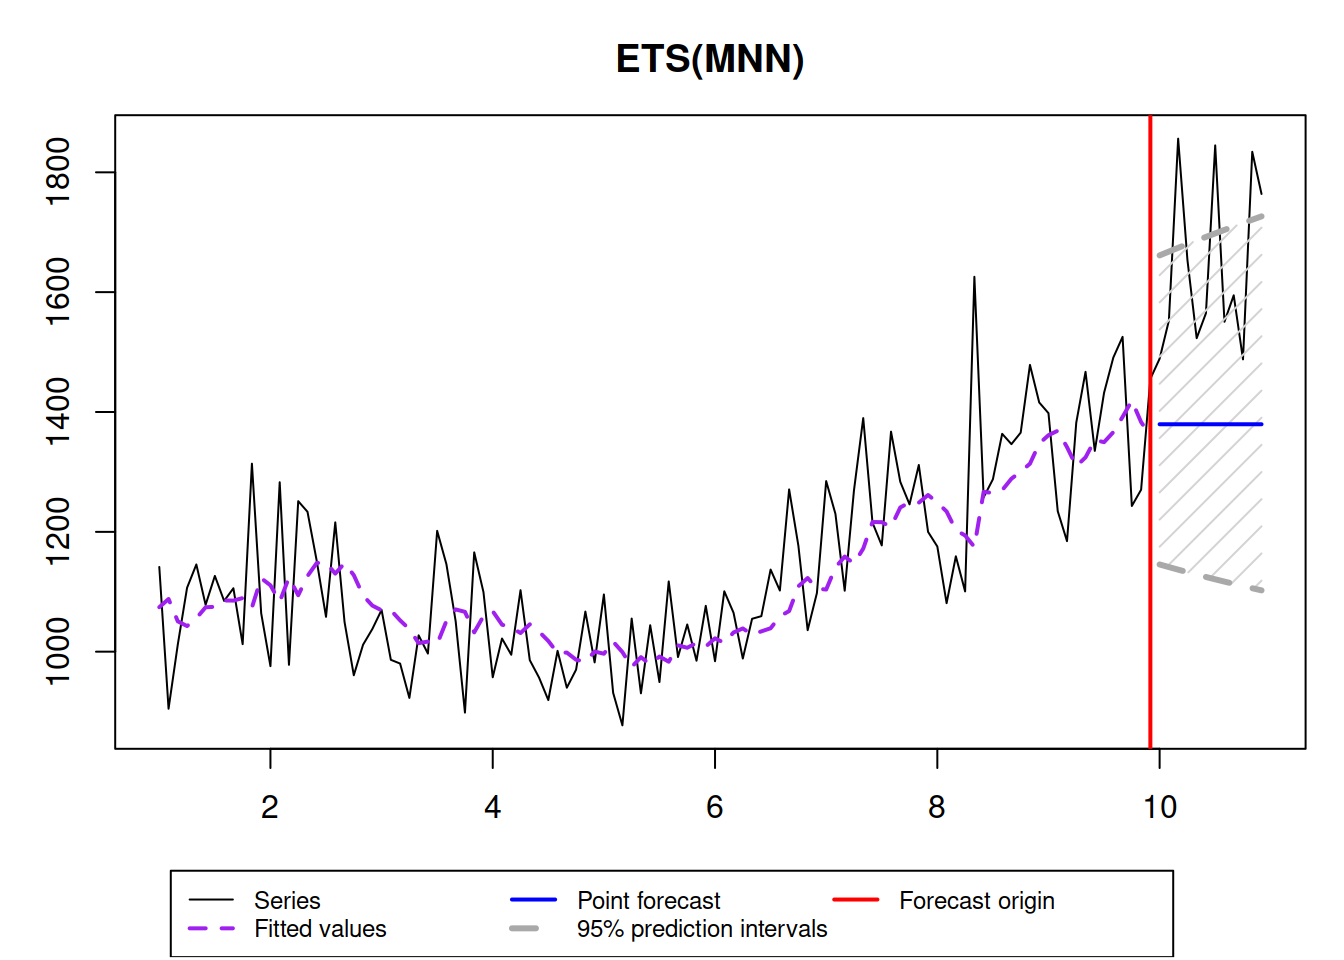 ETS(MNN)
1800
1600
1400
1200
1000
2 4 6 8 10
Series Point forecast Forecast origin
Fitted values 95% prediction intervals